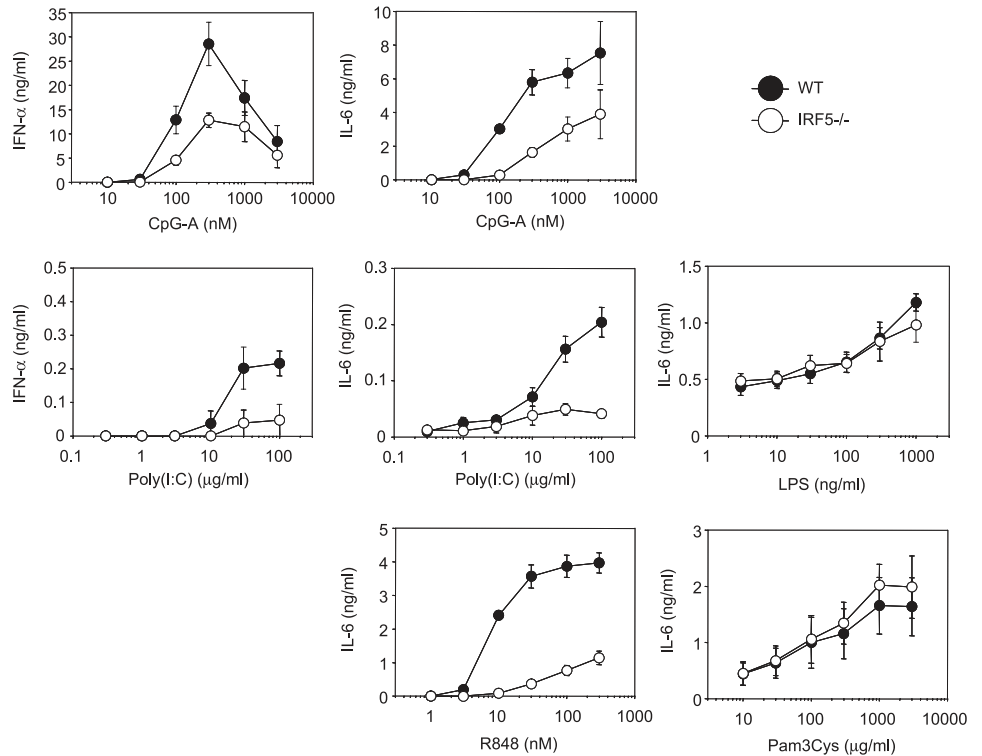 35
30
25
20
15
10
5
0
IFN-α (ng/ml)
10 100 1000 10000
CpG-A (nM)
10
8
6
4
2
0
IL-6 (ng/ml)
10 100 1000 10000
CpG-A (nM)
WT
IRF5-/-
0.5
0.4
0.3
0.2
0.1
0
IFN-α (ng/ml)
0.1 1 10 100
Poly(I:C) (μg/ml)
0.3
0.2
0.1
0
IL-6 (ng/ml)
0.1 1 10 100
Poly(I:C) (μg/ml)
1.5
1.0
0.5
0
IL-6 (ng/ml)
1 10 100 1000
LPS (ng/ml)
5
4
3
2
1
0
IL-6 (ng/ml)
1 10 100 1000
R848 (nM)
3
2
1
0
IL-6 (ng/ml)
10 100 1000 10000
Pam3Cys (μg/ml)